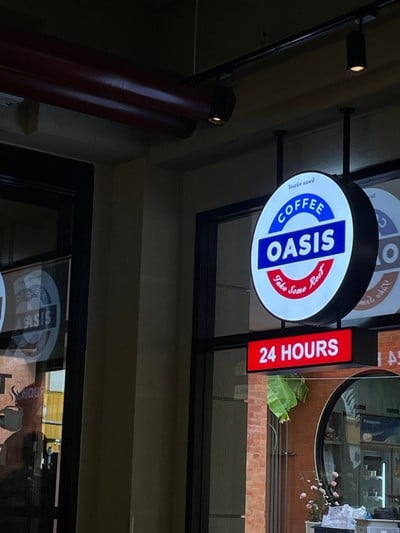 COFFEE
OASIS
Take Some Rest
24 HOURS